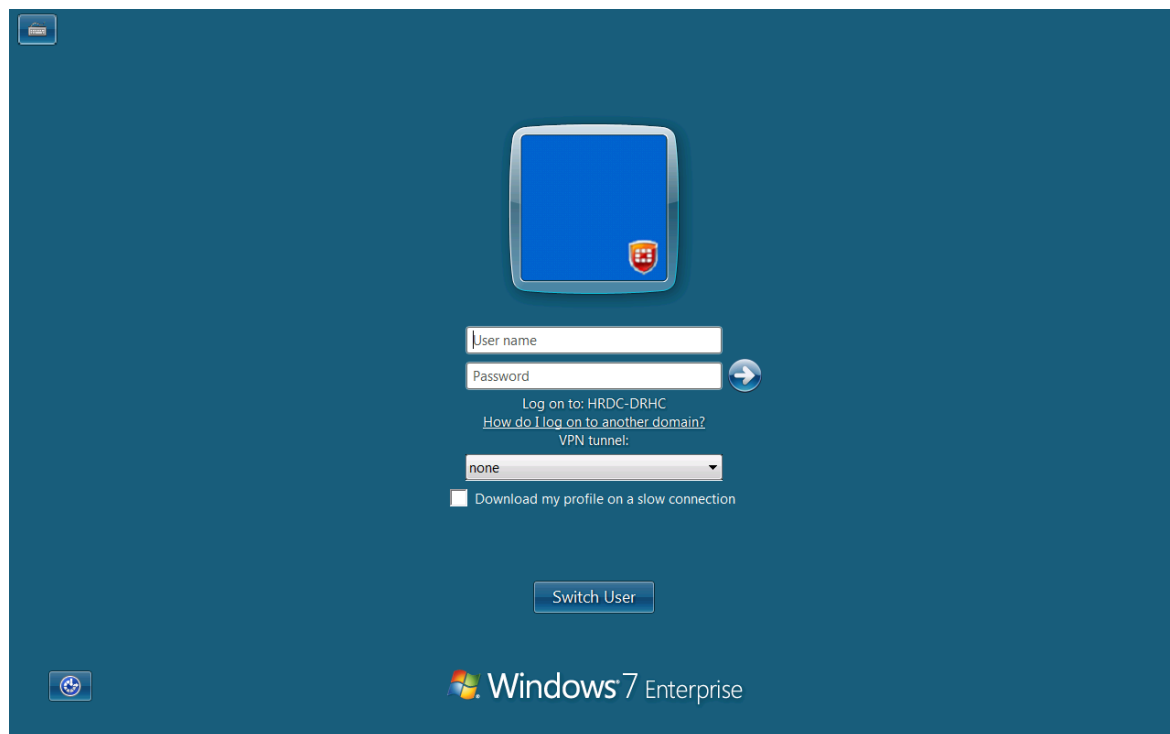 User name
Password
Log on to: HRDC-DRHC
How do I log on to another domain?
VPN tunnel:
none
Download my profile on a slow connection
Switch User
Windows 7 Enterprise